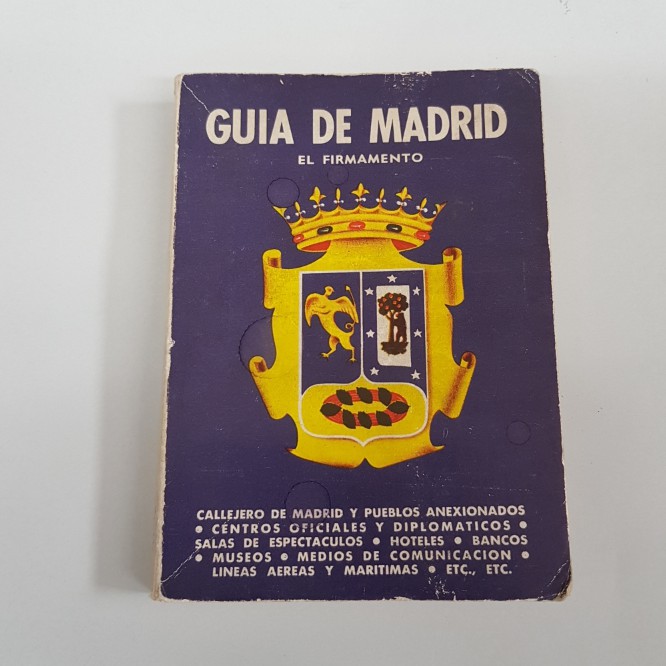 GUIA DE MADRID
EL FIRMAMENTO
CALLEJERO DE MADRID Y PUEBLOS ANEXIONADOS
• CENTROS OFICIALES Y DIPLOMATICOS •
SALAS DE ESPECTACULOS • HOTELES • BANCOS
• MUSEOS • MEDIOS DE COMUNICACION •
LINEAS AEREAS Y MARITIMAS • ETC., ETC.